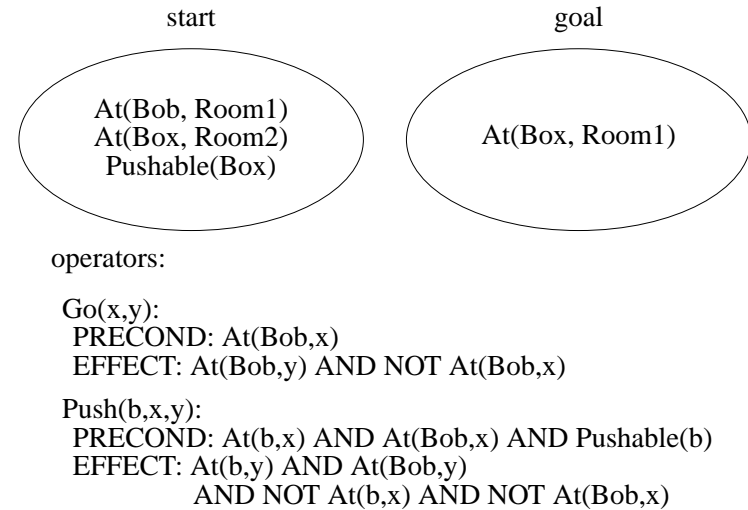 start
goal
At(Bob, Room1)
At(Box, Room2)
Pushable(Box)
At(Box, Room1)
operators:
Go(x,y):
PRECOND: At(Bob,x)
EFFECT: At(Bob,y) AND NOT At(Bob,x)
Push(b,x,y):
PRECOND: At(b,x) AND At(Bob,x) AND Pushable(b)
EFFECT: At(b,y) AND At(Bob,y)
AND NOT At(b,x) AND NOT At(Bob,x)